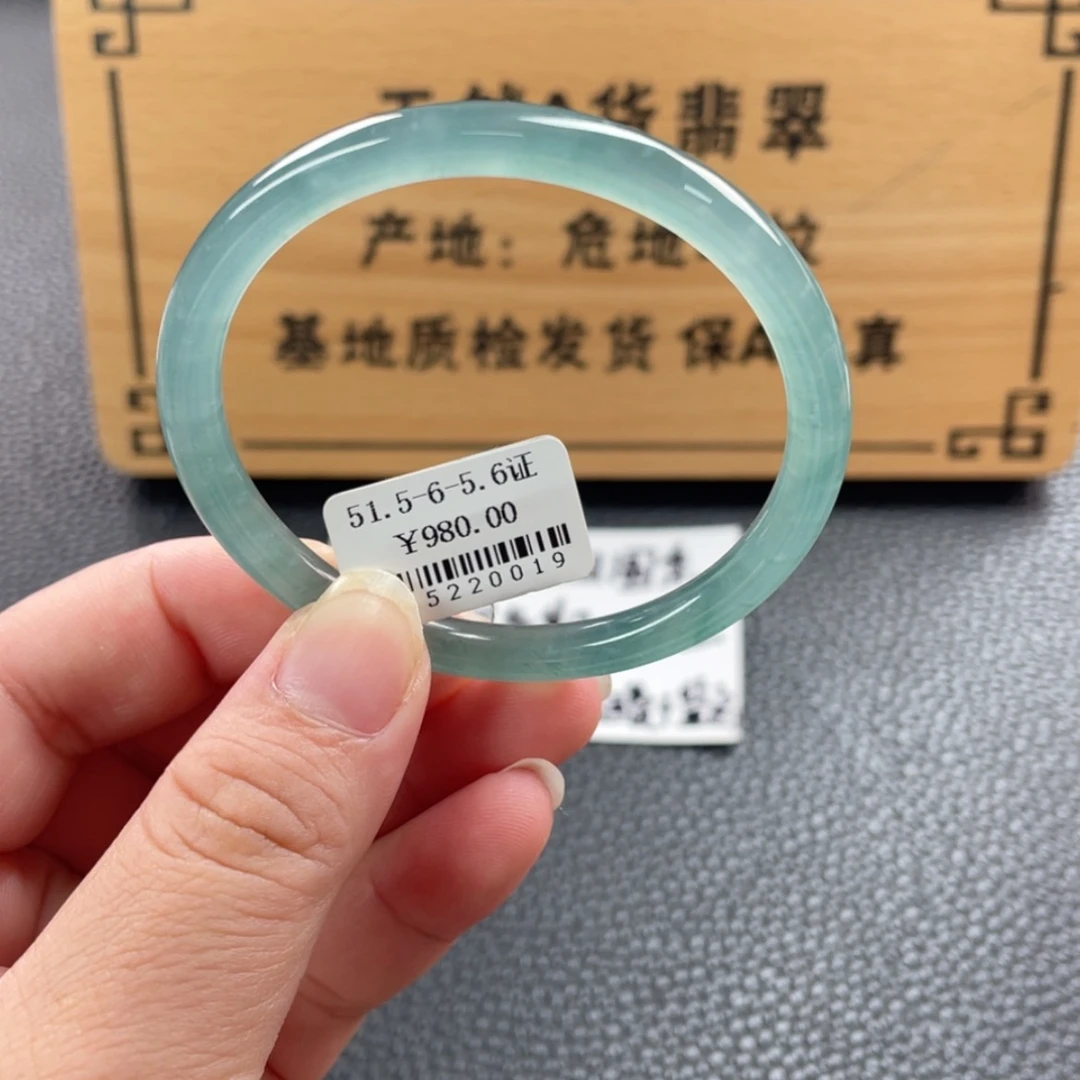 货翡翠
产地：危地
基地质检发货 保A 真
51.5-6-5.6证
￥980.00
5220019